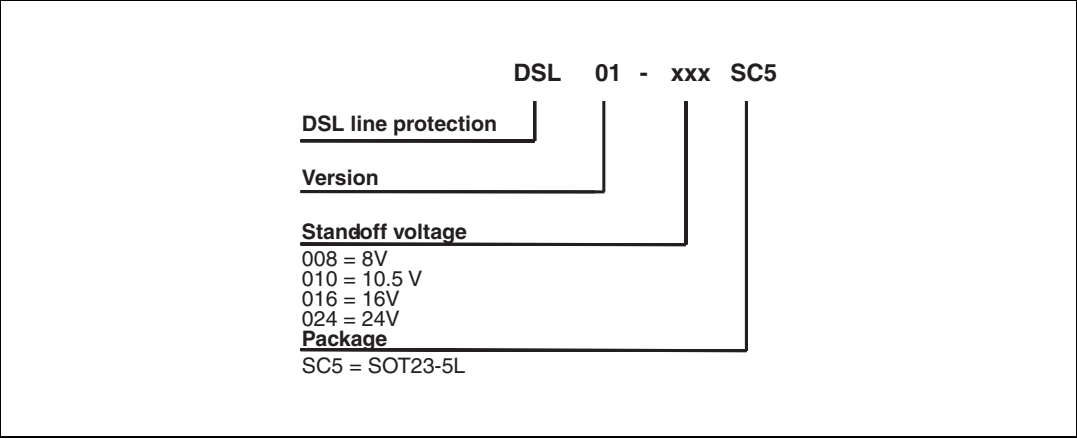 DSL 01 - xxx SC5
DSL line protection
Version
Standoff voltage
008 = 8V
010 = 10.5 V
016 = 16V
024 = 24V
Package
SC5 = SOT23-5L